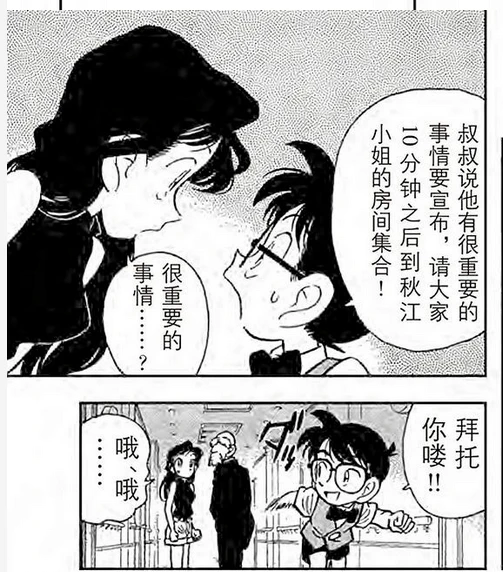 叔叔说他有很重要的
事情要宣布，请大家
10分钟之后到秋江
小姐的房间集合！
很重要的
事情……？
拜托
你喽!!
ダッ
哦、哦
……